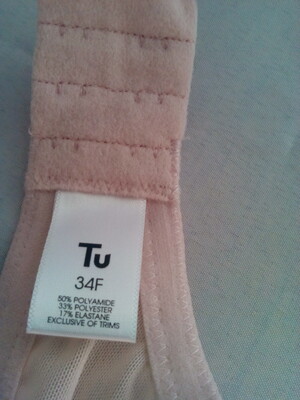 Tu
34F
50% POLYAMIDE
33% POLYESTER
17% ELASTANE
EXCLUSIVE OF TRIMS